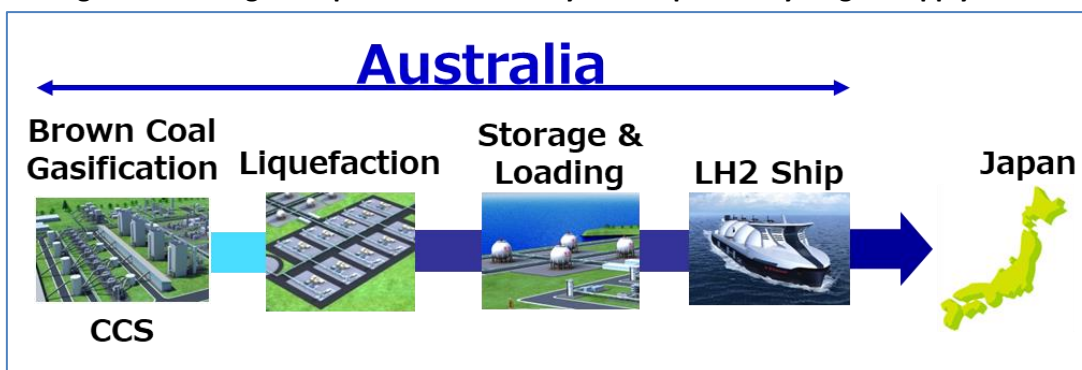 Australia
Brown Coal
Gasification
Liquefaction
Storage &
Loading
LH2 Ship
Japan
CCS